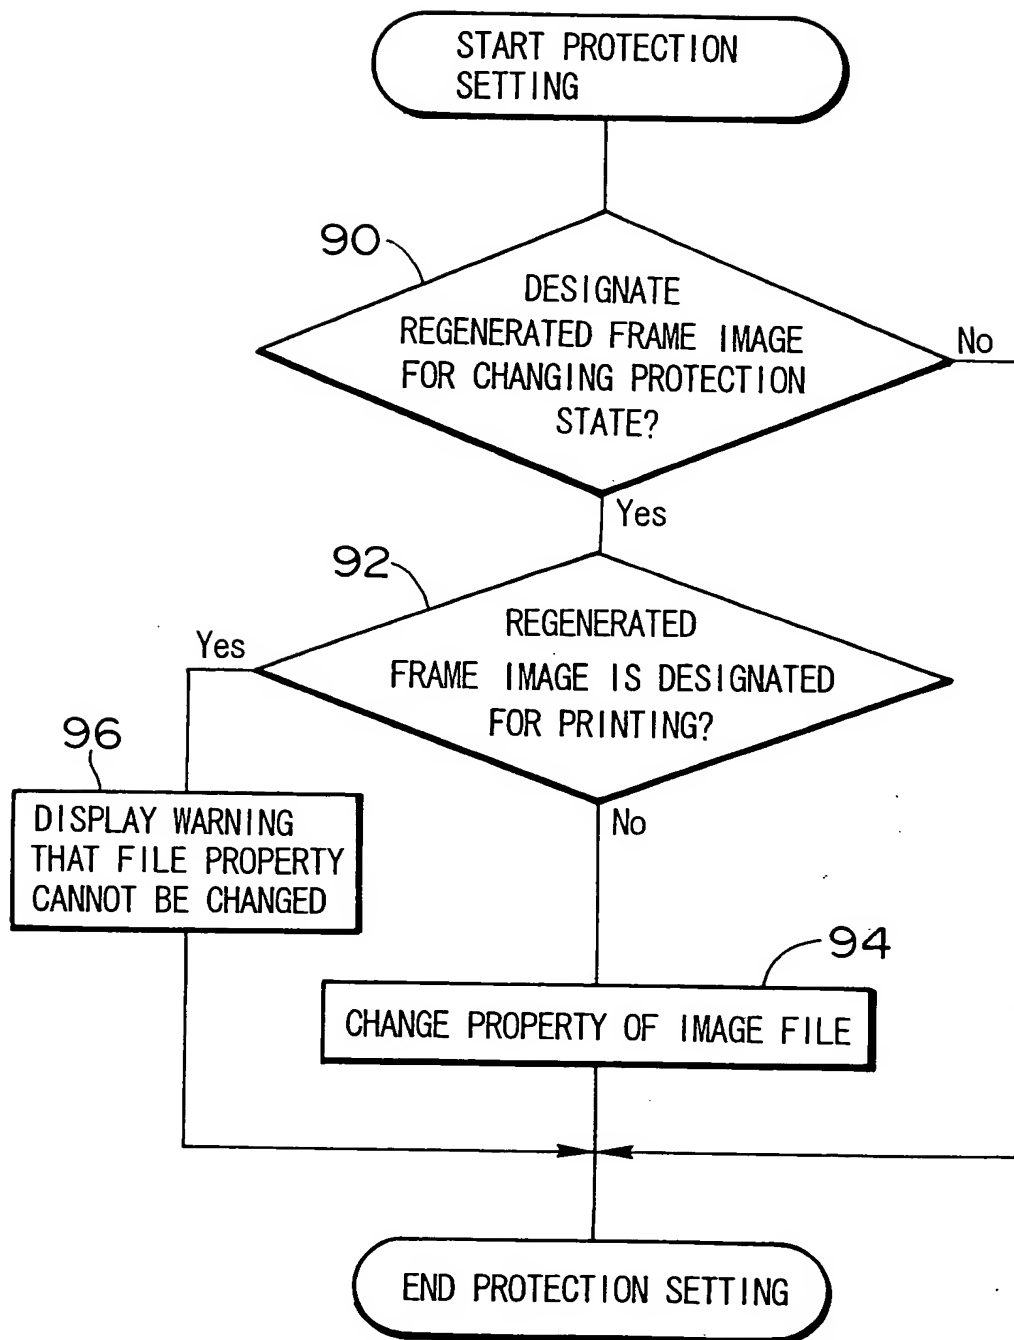 START PROTECTION
SETTING
90
DESIGNATE
REGENERATED FRAME IMAGE
FOR CHANGING PROTECTION
STATE?
No
Yes
92
REGENERATED
FRAME IMAGE IS DESIGNATED
FOR PRINTING?
Yes
96
DISPLAY WARNING
THAT FILE PROPERTY
CANNOT BE CHANGED
No
94
CHANGE PROPERTY OF IMAGE FILE
END PROTECTION SETTING